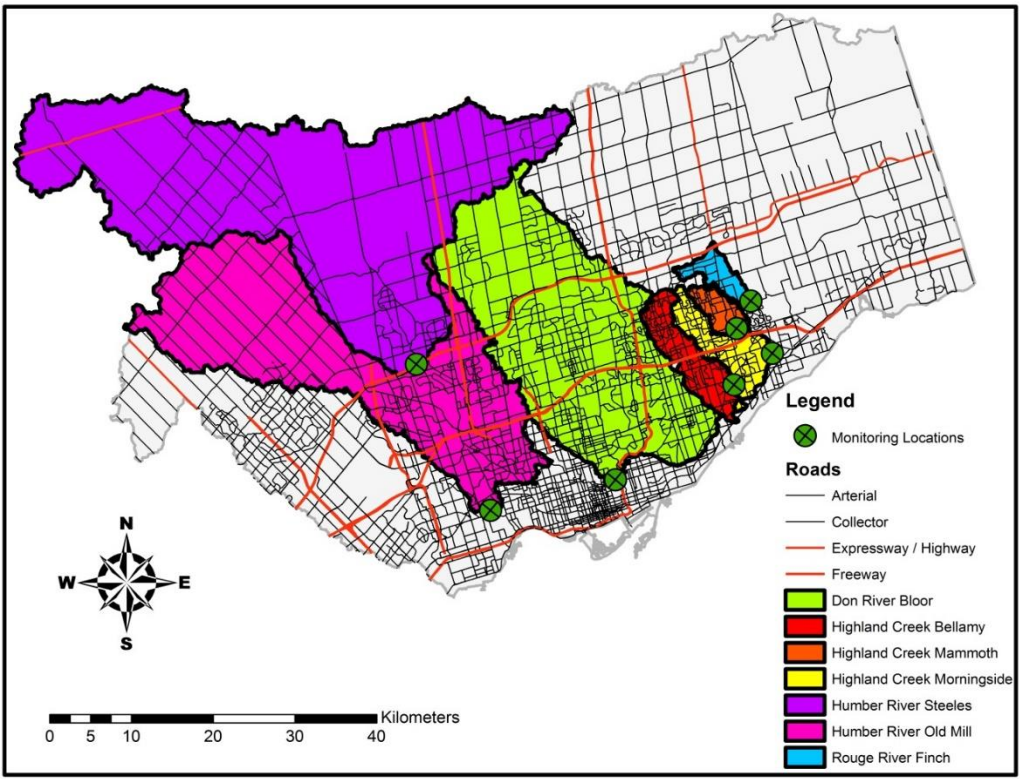 Legend
Monitoring Locations
Roads
Arterial
Collector
Expressway / Highway
Freeway
Don River Bloor
Highland Creek Bellamy
Highland Creek Mammoth
Highland Creek Morningside
Humber River Steeles
Humber River Old Mill
Rouge River Finch
N
W E
S
Kilometers
0 5 10 20 30 40